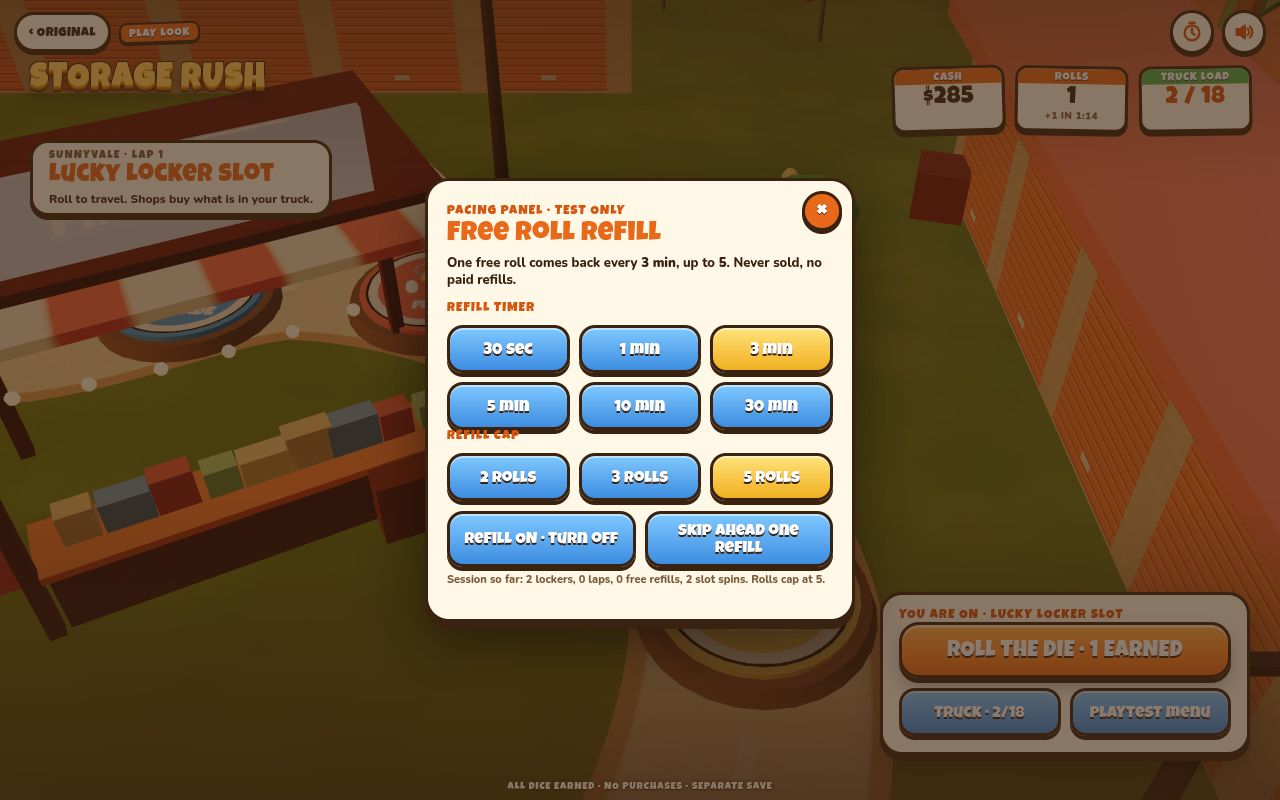 ‹ ORIGINAL
PLAY LOOK
STORAGE RUSH
SUNNYVALE · LAP 1
LUCKY LOCKER SLOT
Roll to travel. Shops buy what is in your truck.
CASH
$285
ROLLS
1
+1 IN 1:14
TRUCK LOAD
2 / 18
PACING PANEL · TEST ONLY
FREE ROLL REFILL
One free roll comes back every 3 min, up to 5. Never sold, no
paid refills.
REFILL TIMER
30 sec
1 min
3 min
5 min
10 min
30 min
REFILL CAP
2 ROLLS
3 ROLLS
5 ROLLS
REFILL ON · TURN OFF
SKIP AHEAD ONE
REFILL
Session so far: 2 lockers, 0 laps, 0 free refills, 2 slot spins. Rolls cap at 5.
YOU ARE ON · LUCKY LOCKER SLOT
ROLL THE DIE · 1 EARNED
TRUCK · 2/18
PLAYTEST MENU
ALL DICE EARNED · NO PURCHASES · SEPARATE SAVE